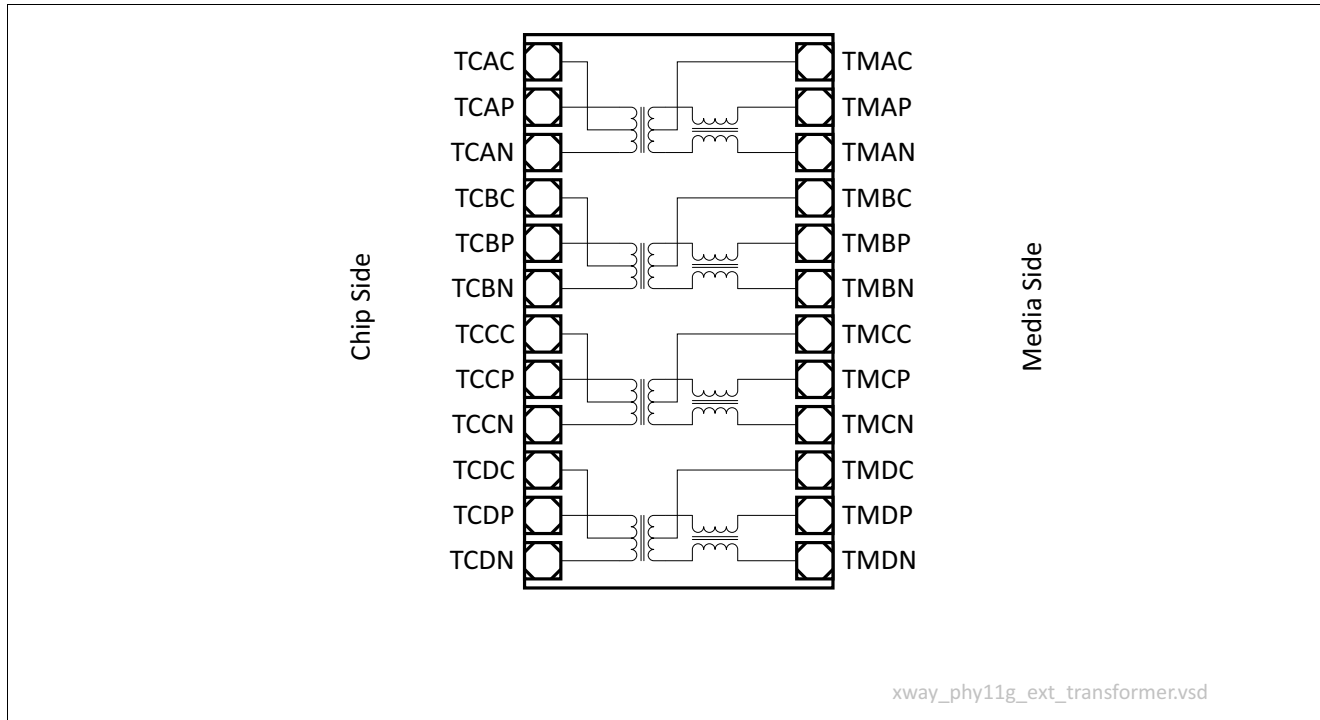 TCAC
TMAC
TCAP
TMAP
TCAN
TMAN
TCBC
TMBC
TCBP
TMBP
TCBN
TMBN
Chip Side
Media Side
TCCC
TMCC
TCCP
TMCP
TCCN
TMCN
TCDC
TMDC
TCDP
TMDP
TCDN
TMDN
xway_phy11g_ext_transformer.vsd